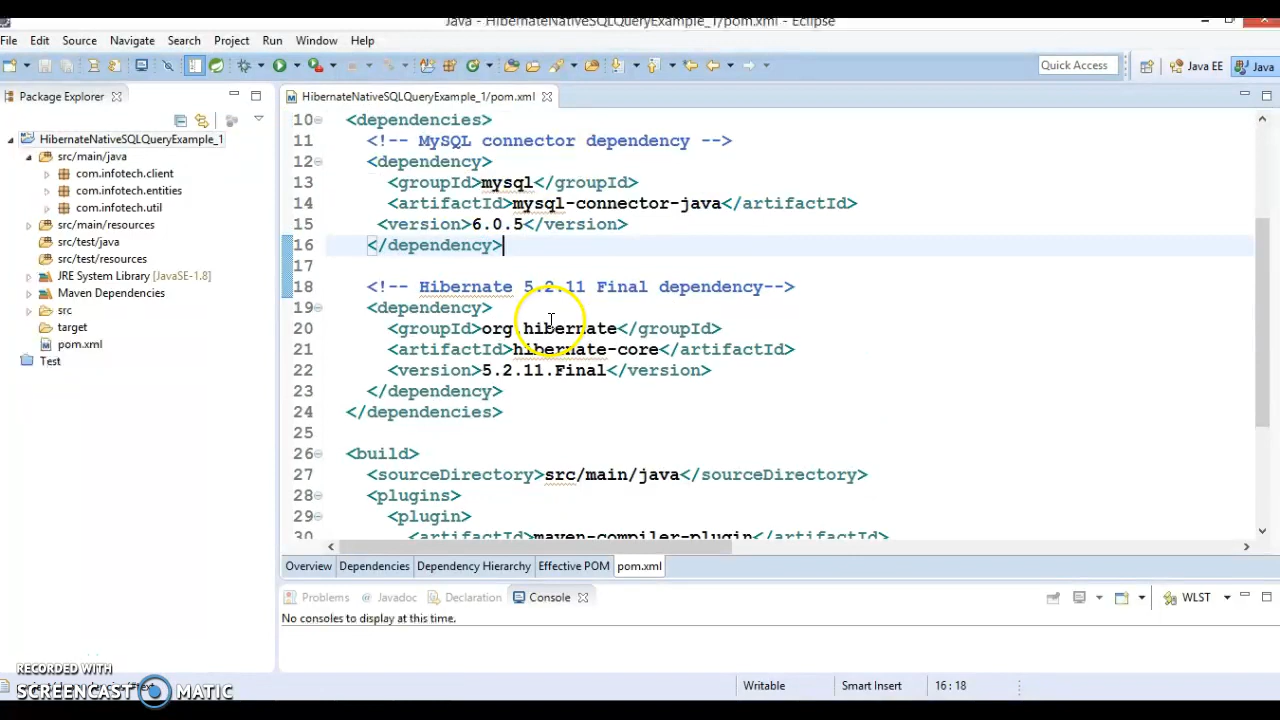 Java - HibernateNativeSQLQueryExample_1/pom.xml - Eclipse
File Edit Source Navigate Search Project Run Window Help
Quick Access Java EE Java
Package Explorer
HibernateNativeSQLQueryExample_1
src/main/java
com.infotech.client
com.infotech.entities
com.infotech.util
src/main/resources
src/test/java
src/test/resources
JRE System Library [JavaSE-1.8]
Maven Dependencies
src
target
pom.xml
Test
HibernateNativeSQLQueryExample_1/pom.xml
10 <dependencies>
11 <!-- MySQL connector dependency -->
12 <dependency>
13 <groupId>mysql</groupId>
14 <artifactId>mysql-connector-java</artifactId>
15 <version>6.0.5</version>
16 </dependency>
17
18 <!-- Hibernate 5.2.11 Final dependency-->
19 <dependency>
20 <groupId>org.hibernate</groupId>
21 <artifactId>hibernate-core</artifactId>
22 <version>5.2.11.Final</version>
23 </dependency>
24 </dependencies>
25
26 <build>
27 <sourceDirectory>src/main/java</sourceDirectory>
28 <plugins>
29 <plugin>
30 <artifactId>maven-compiler-plugin</artifactId>
Overview Dependencies Dependency Hierarchy Effective POM pom.xml
Problems Javadoc Declaration Console WLST
No consoles to display at this time.
RECORDED WITH
SCREENCAST MATIC
Writable Smart Insert 16 : 18